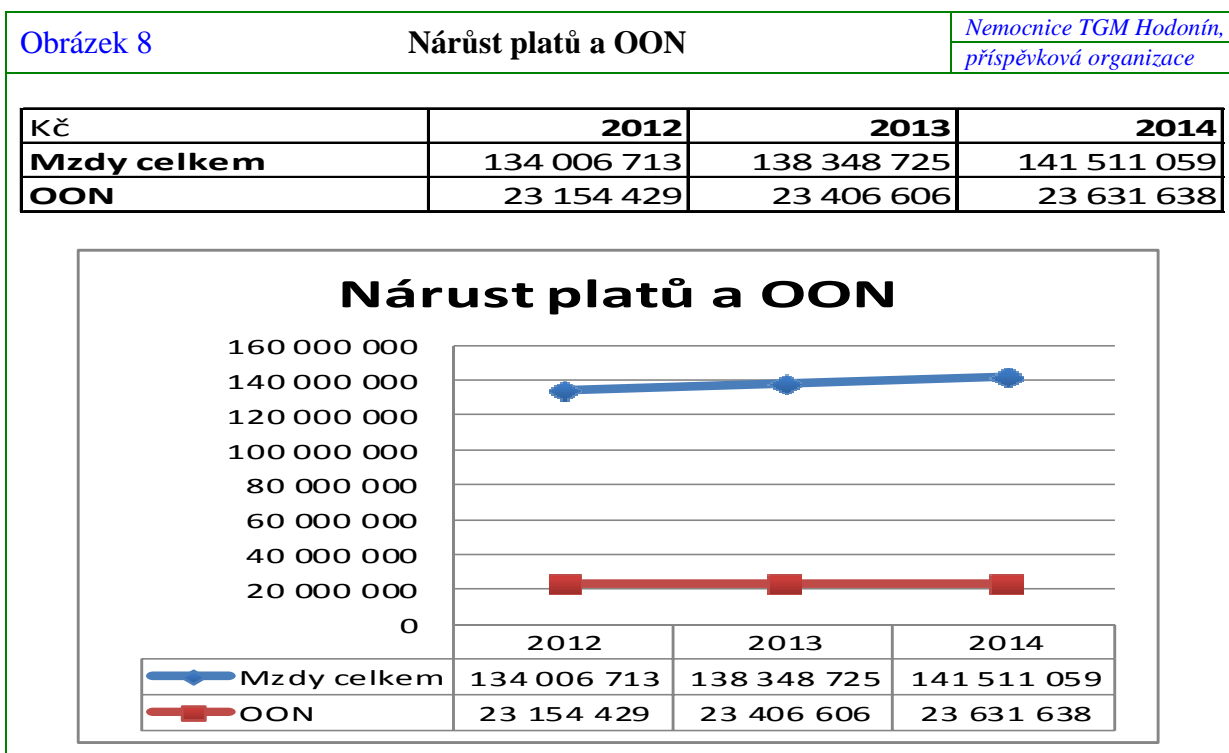 Obrázek 8 Nárůst platů a OON Nemocnice TGM Hodonín,
příspěvková organizace
Kč 2012 2013 2014
Mzdy celkem 134 006 713 138 348 725 141 511 059
OON 23 154 429 23 406 606 23 631 638
Nárust platů a OON
160 000 000
140 000 000
120 000 000
100 000 000
80 000 000
60 000 000
40 000 000
20 000 000
0
2012 2013 2014
Mzdy celkem 134 006 713 138 348 725 141 511 059
OON 23 154 429 23 406 606 23 631 638